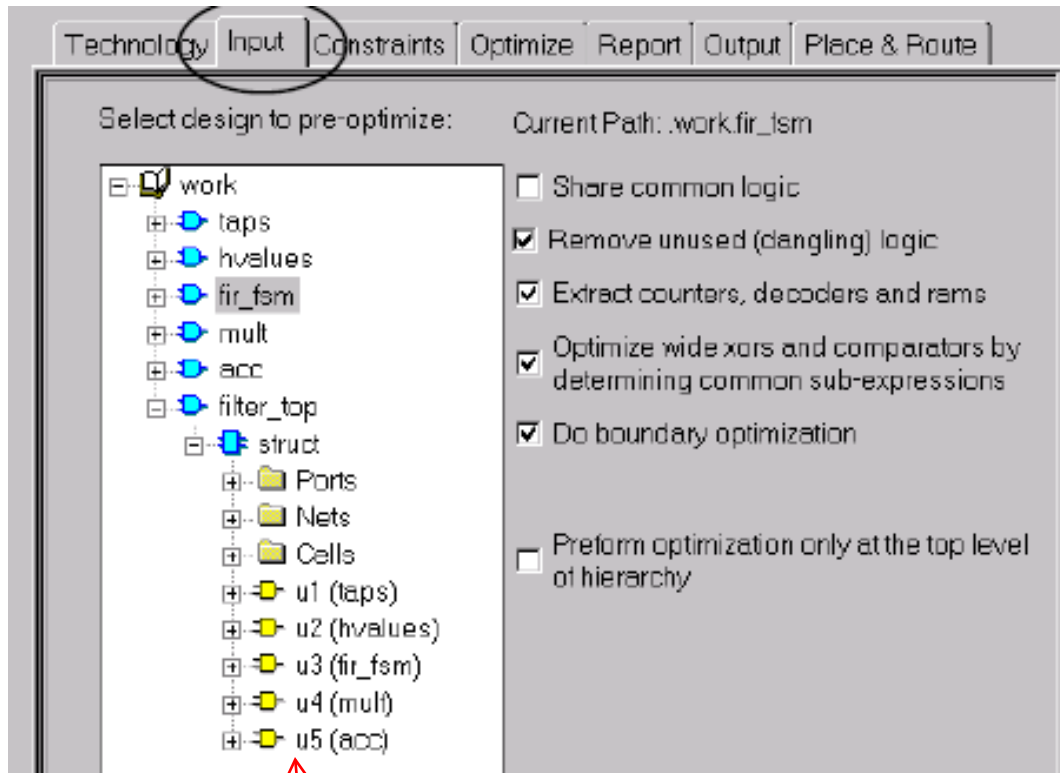 Technology Input Constraints Optimize Report Output Place & Route
Select design to pre-optimize:
Current Path: .work.fir_fsm
work
taps
hvalues
fir_fsm
mult
acc
filter_top
struct
Ports
Nets
Cells
u1 (taps)
u2 (hvalues)
u3 (fir_fsm)
u4 (mult)
u5 (acc)
Share common logic
Remove unused (dangling) logic
Extract counters, decoders and rams
Optimize wide xors and comparators by
determining common sub-expressions
Do boundary optimization
Preform optimization only at the top level
of hierarchy